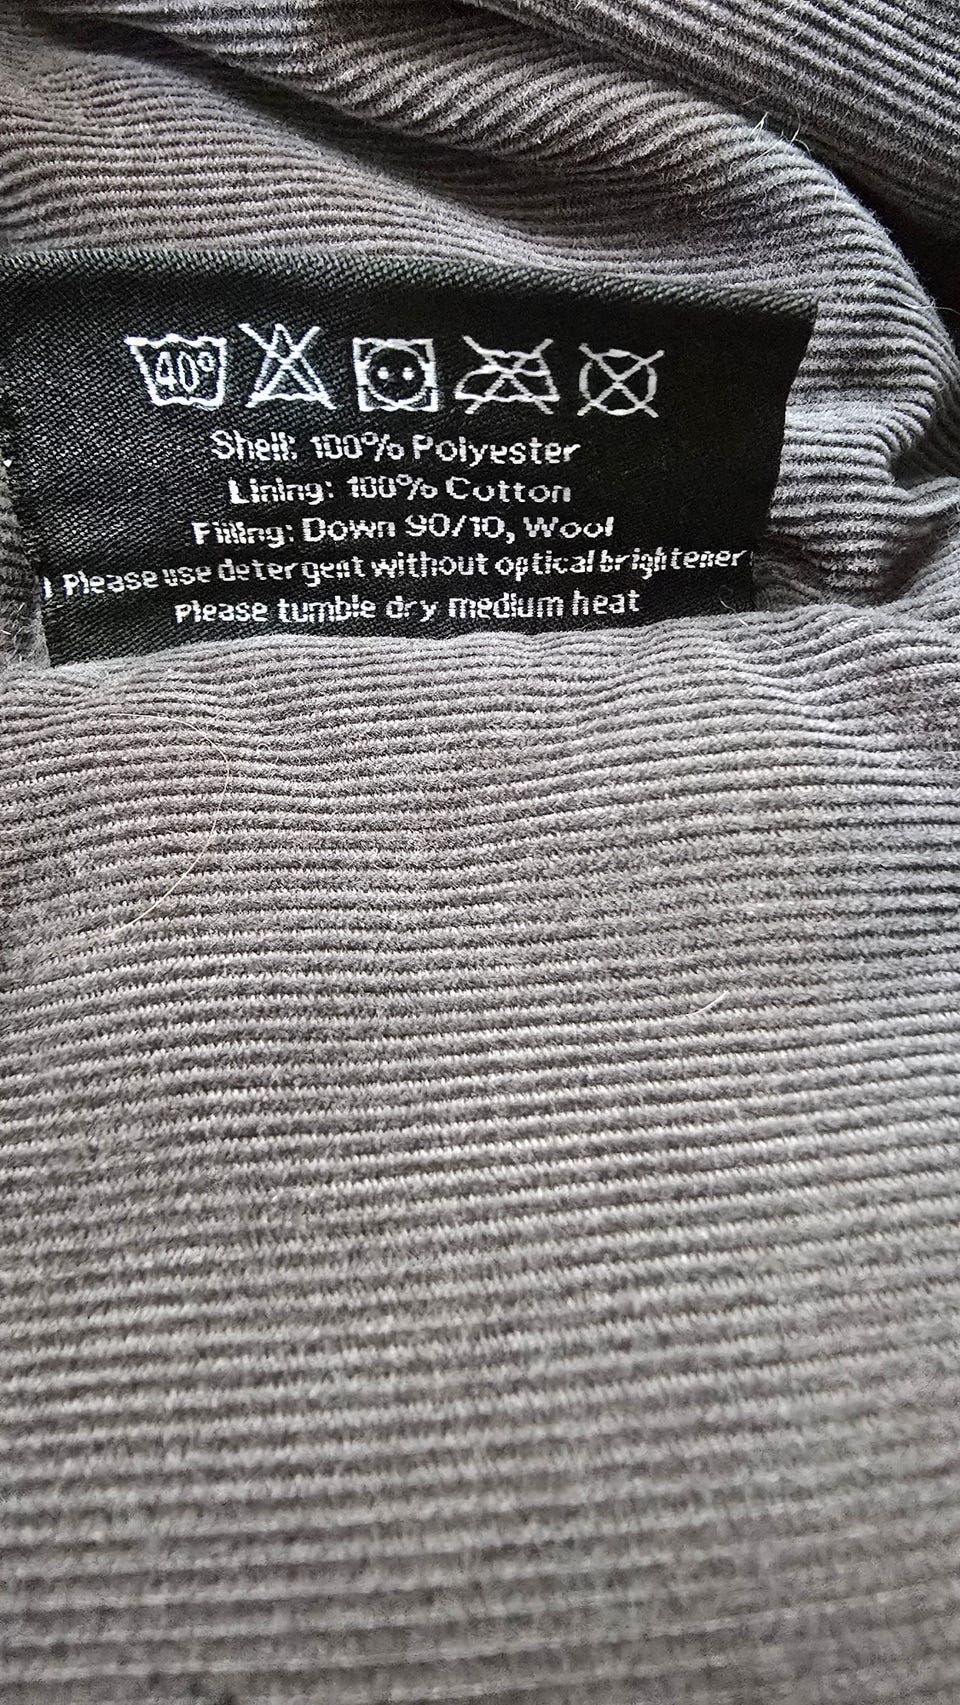 40°
Shell: 100% Polyester
Lining: 100% Cotton
Filling: Down 90/10, Wool
! Please use detergent without optical brightener!
Please tumble dry medium heat